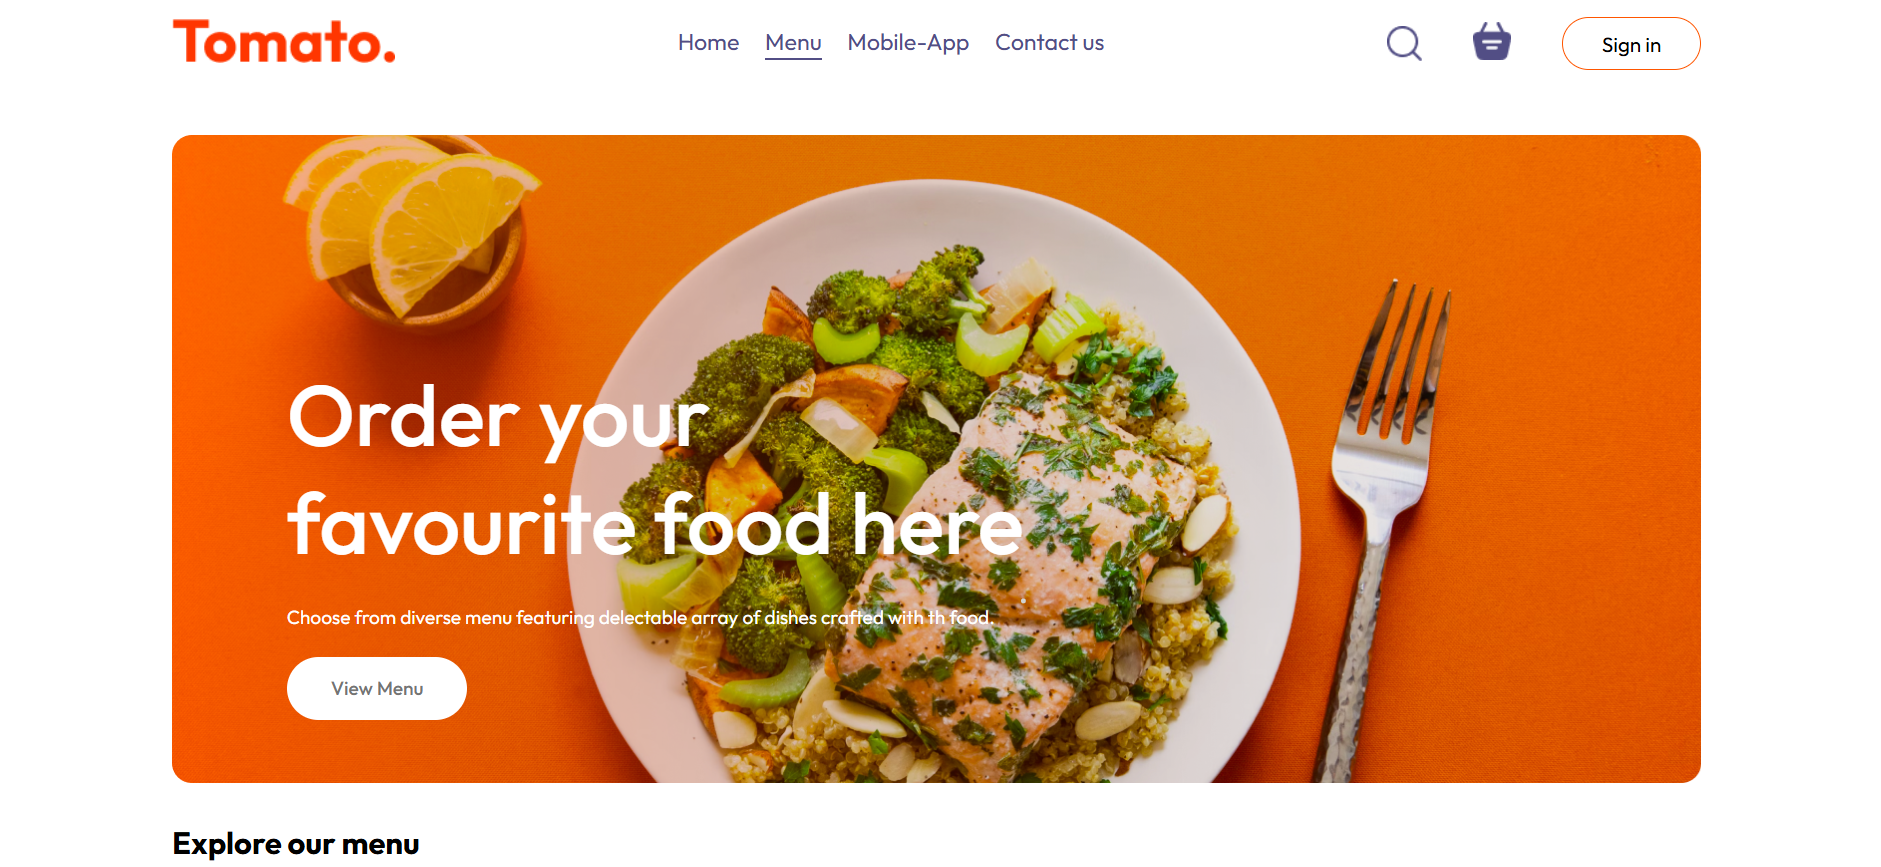 Tomato.
Home Menu Mobile-App Contact us
Sign in
Order your
favourite food here
Choose from diverse menu featuring delectable array of dishes crafted with th food.
View Menu
Explore our menu